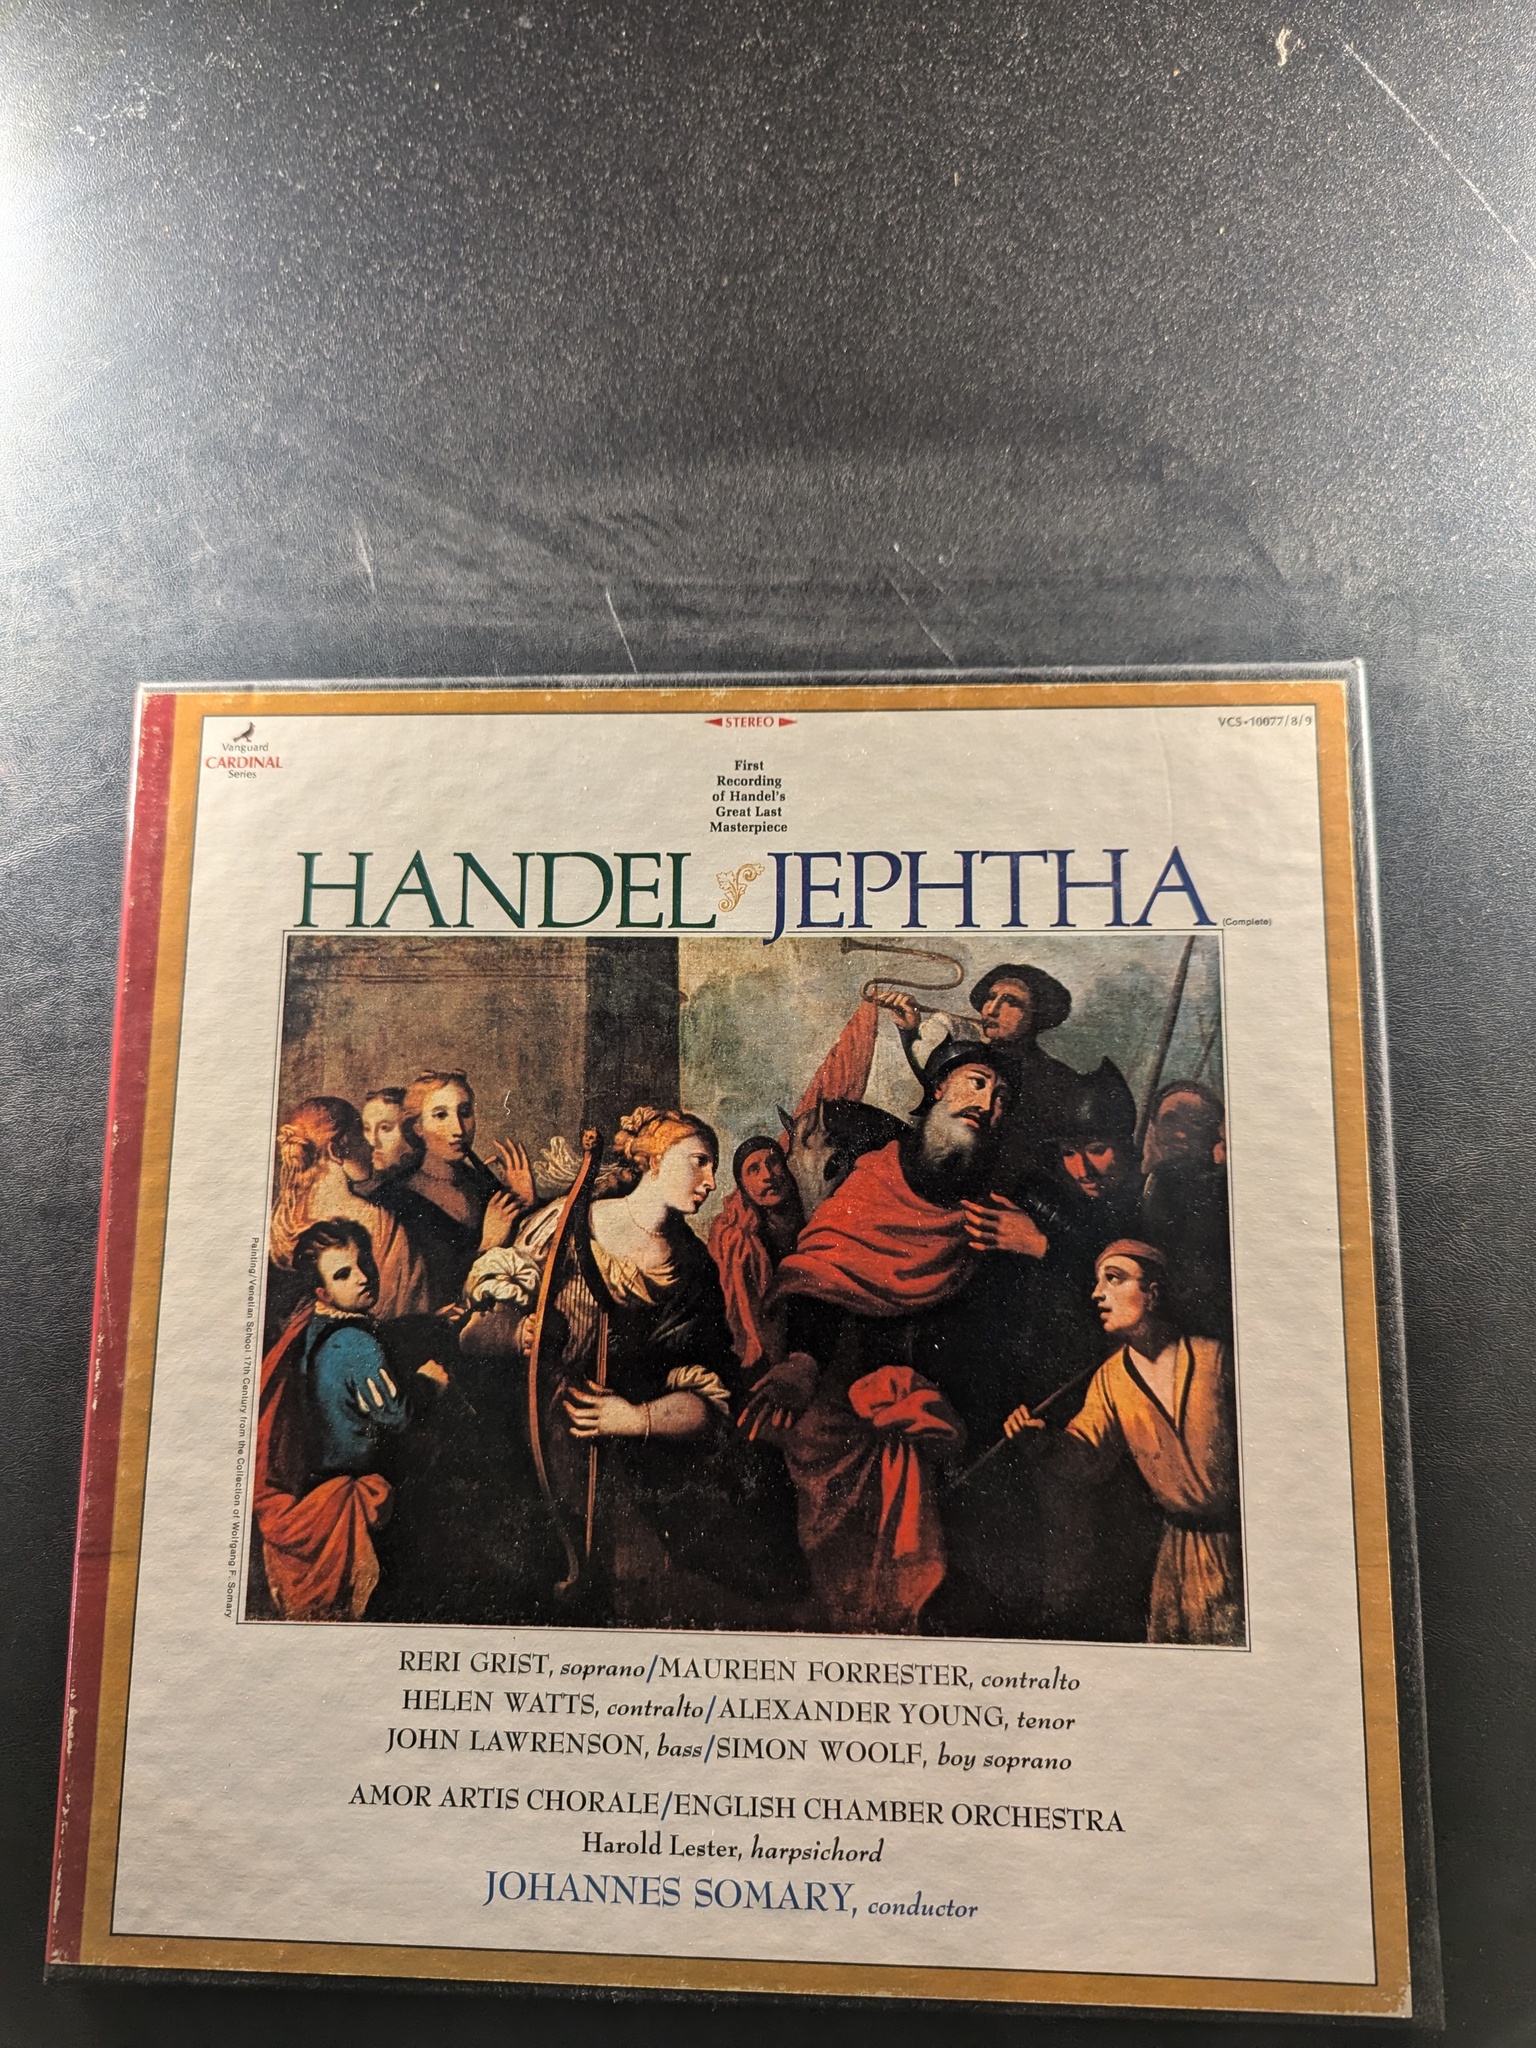 Vanguard
CARDINAL
Series
STEREO
VCS-10077/8/9
First
Recording
of Handel's
Great Last
Masterpiece
HANDEL JEPHTHA
(Complete)
Painting/Venetian School 17th Century from the Collection of Wolfgang F. Somary
RERI GRIST, soprano/MAUREEN FORRESTER, contralto
HELEN WATTS, contralto/ALEXANDER YOUNG, tenor
JOHN LAWRENSON, bass/SIMON WOOLF, boy soprano
AMOR ARTIS CHORALE/ENGLISH CHAMBER ORCHESTRA
Harold Lester, harpsichord
JOHANNES SOMARY, conductor